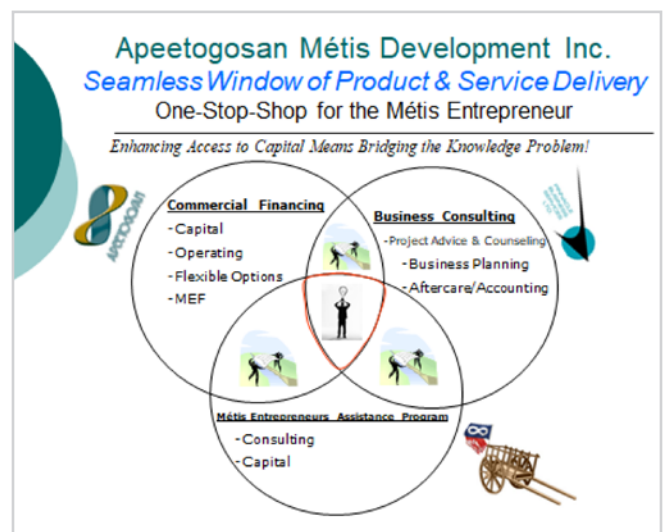 Apeetogosan Métis Development Inc.
Seamless Window of Product & Service Delivery
One-Stop-Shop for the Métis Entrepreneur
Enhancing Access to Capital Means Bridging the Knowledge Problem!
Commercial Financing
-Capital
-Operating
-Flexible Options
-MEF
APEETOGOSAN
Business Consulting
-Project Advice & Counseling
-Business Planning
-Aftercare/Accounting
Métis Entrepreneurs Assistance Program
-Consulting
-Capital